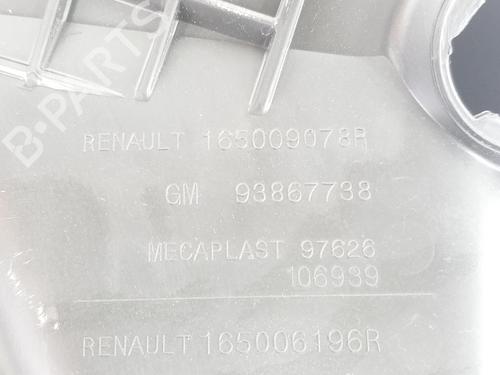 B-PARTS
RENAULT 165009078R
GM 93867738
MECAPLAST 97626
106939
RENAULT 165006196R